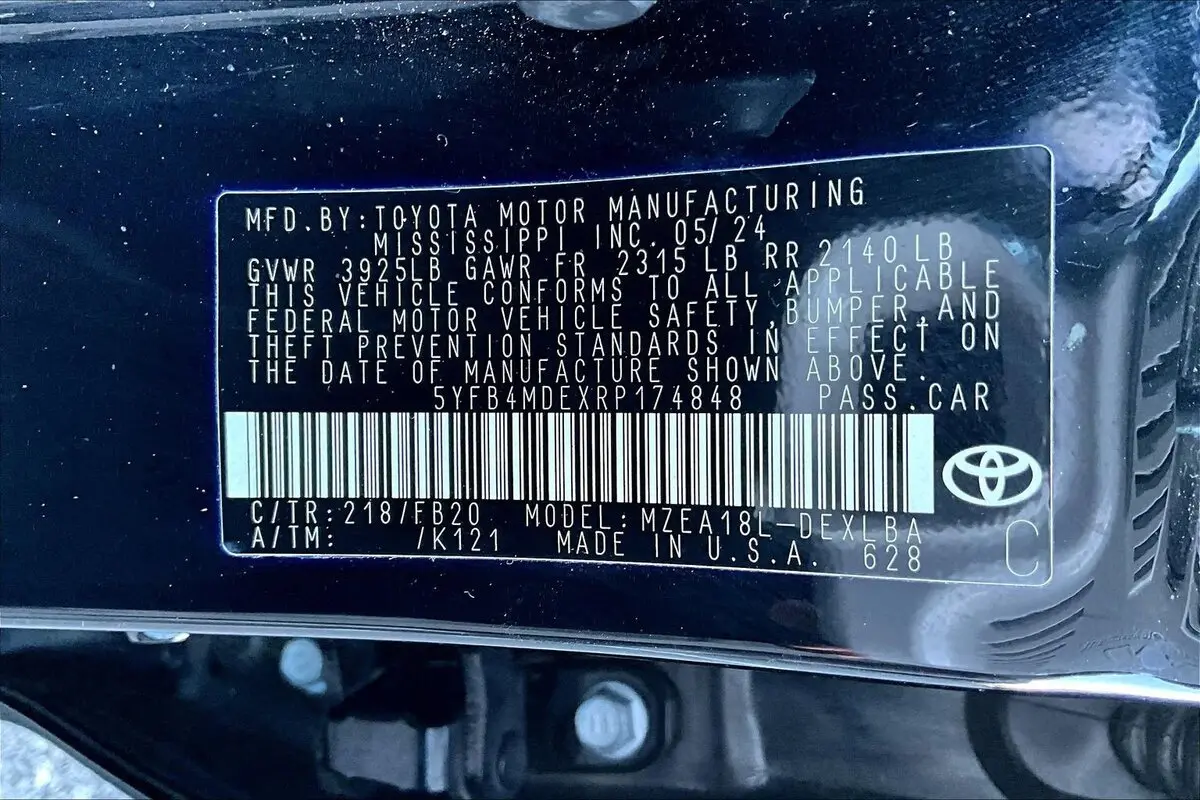 MFD.BY:TOYOTA MOTOR MANUFACTURING
MISSISSIPPI, INC. 05/24
GVWR 3925LB GAWR FR 2315 LB RR 2140 LB
THIS VEHICLE CONFORMS TO ALL APPLICABLE
FEDERAL MOTOR VEHICLE SAFETY,BUMPER,AND
THEFT PREVENTION STANDARDS IN EFFECT ON
THE DATE OF MANUFACTURE SHOWN ABOVE.
5YFB4MDEXRP174848 PASS.CAR
C/TR:218/FB20 MODEL:MZEA18L-DEXLBA
A/TM: /K121 MADE IN U.S.A. 628
C